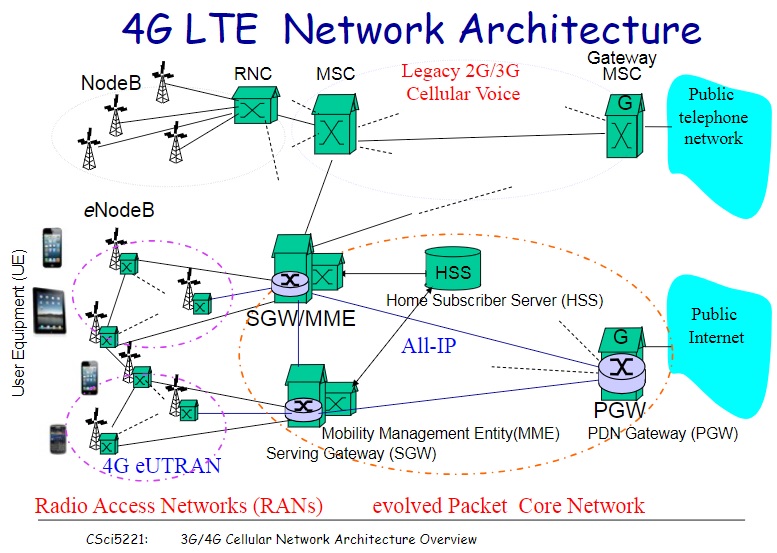 4G LTE Network Architecture
NodeB
RNC
MSC
Legacy 2G/3G
Cellular Voice
Gateway
MSC
G
Public
telephone
network
eNodeB
User Equipment (UE)
HSS
Home Subscriber Server (HSS)
SGW/MME
All-IP
G
Public
Internet
PGW
PDN Gateway (PGW)
Mobility Management Entity(MME)
Serving Gateway (SGW)
4G eUTRAN
Radio Access Networks (RANs)
evolved Packet Core Network
CSci5221: 3G/4G Cellular Network Architecture Overview